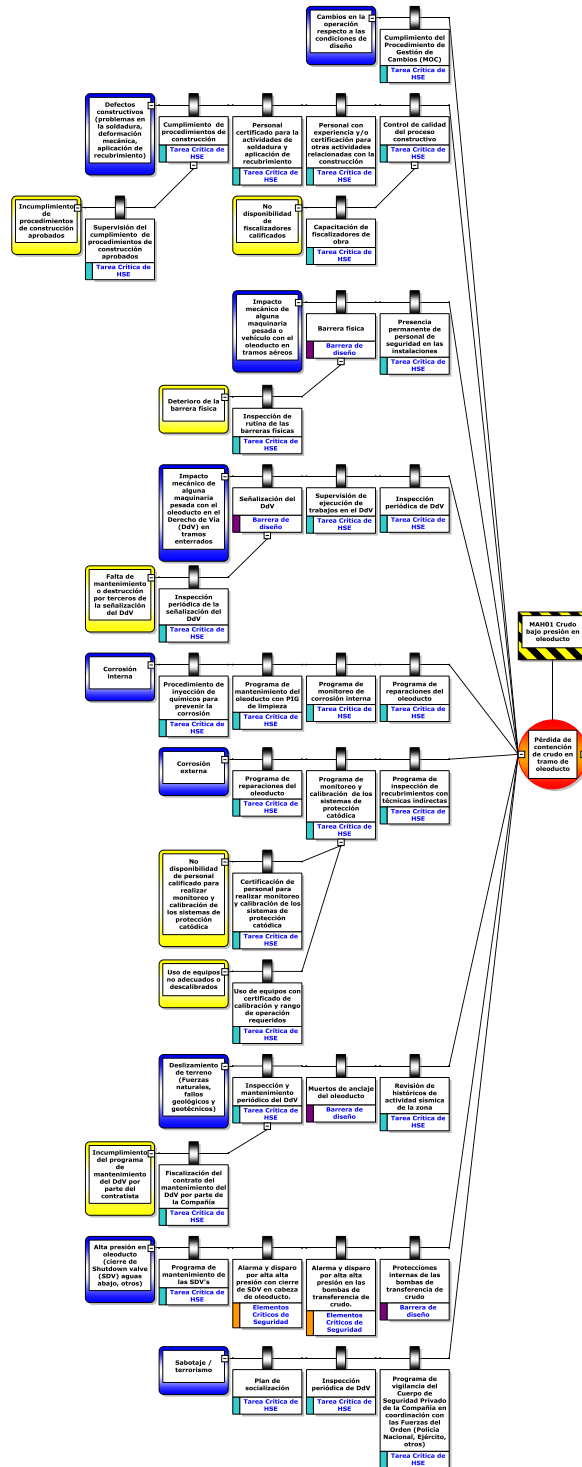 Cambios en la
operación
respecto a las
condiciones de
diseño
Cumplimiento del
Procedimiento de
Gestión de
Cambios (MOC)
Tarea Crítica de
HSE
Defectos
constructivos
(problemas en
la soldadura,
deformación
mecánica,
aplicación de
recubrimiento)
Cumplimiento de
procedimientos de
construcción
Tarea Crítica de
HSE
Personal
certificado para la
actividades de
soldadura y
aplicación de
recubrimiento
Tarea Crítica de
HSE
Personal con
experiencia y/o
certificación para
otras actividades
relacionadas con la
construcción
Tarea Crítica de
HSE
Control de calidad
del proceso
constructivo
Tarea Crítica de
HSE
Incumplimiento
de
procedimientos
de construcción
aprobados
Supervisión del
cumplimiento de
procedimientos de
construcción
aprobados
Tarea Crítica de
HSE
No
disponibilidad
de
fiscalizadores
calificados
Capacitación de
fiscalizadores de
obra
Tarea Crítica de
HSE
Impacto
mecánico de
alguna
maquinaria
pesada o
vehículo con el
oleoducto en
tramos aéreos
Barrera física
Barrera de
diseño
Presencia
permanente de
personal de
seguridad en las
instalaciones
Tarea Crítica de
HSE
Deterioro de la
barrera física
Inspección de
rutina de las
barreras físicas
Tarea Crítica de
HSE
Impacto
mecánico de
alguna
maquinaria
pesada con el
oleoducto en el
Derecho de Vía
(DdV) en
tramos
enterrados
Señalización del
DdV
Barrera de
diseño
Supervisión de
ejecución de
trabajos en el DdV
Tarea Crítica de
HSE
Inspección
periódica de DdV
Tarea Crítica de
HSE
Falta de
mantenimiento
o destrucción
por terceros de
la señalización
del DdV
Inspección
periódica de la
señalización del
DdV
Tarea Crítica de
HSE
MAH01 Crudo
bajo presión en
oleoducto
Pérdida de
contención
de crudo en
tramo de
oleoducto
Corrosión
interna
Procedimiento de
inyección de
químicos para
prevenir la
corrosión
Tarea Crítica de
HSE
Programa de
mantenimiento del
oleoducto con PIG
de limpieza
Tarea Crítica de
HSE
Programa de
monitoreo de
corrosión interna
Tarea Crítica de
HSE
Programa de
reparaciones del
oleoducto
Tarea Crítica de
HSE
Corrosión
externa
Programa de
reparaciones del
oleoducto
Tarea Crítica de
HSE
Programa de
monitoreo y
calibración de los
sistemas de
protección
catódica
Tarea Crítica de
HSE
Programa de
inspección de
recubrimientos con
técnicas indirectas
Tarea Crítica de
HSE
No
disponibilidad
de personal
calificado para
realizar
monitoreo y
calibración de
los sistemas de
protección
catódica
Certificación de
personal para
realizar monitoreo
y calibración de los
sistemas de
protección
catódica
Tarea Crítica de
HSE
Uso de equipos
no adecuados o
descalibrados
Uso de equipos con
certificado de
calibración y rango
de operación
requeridos
Tarea Crítica de
HSE
Deslizamiento
de terreno
(Fuerzas
naturales,
fallos
geológicos y
geotécnicos)
Inspección y
mantenimiento
periódico del DdV
Tarea Crítica de
HSE
Muertos de anclaje
del oleoducto
Barrera de
diseño
Revisión de
históricos de
actividad sísmica
de la zona
Tarea Crítica de
HSE
Incumplimiento
del programa
de
mantenimiento
del DdV por
parte del
contratista
Fiscalización del
contrato del
mantenimiento del
DdV por parte de
la Compañía
Tarea Crítica de
HSE
Alta presión en
oleoducto
(cierre de
Shutdown valve
(SDV) aguas
abajo, otros)
Programa de
mantenimiento de
las SDV's
Tarea Crítica de
HSE
Alarma y disparo
por alta alta
presión con cierre
de SDV en cabeza
de oleoducto.
Elementos
Críticos de
Seguridad
Alarma y disparo
por alta alta
presión en las
bombas de
transferencia de
crudo.
Elementos
Críticos de
Seguridad
Protecciones
internas de las
bombas de
transferencia de
crudo
Barrera de
diseño
Sabotaje /
terrorismo
Plan de
socialización
Tarea Crítica de
HSE
Inspección
periódica de DdV
Tarea Crítica de
HSE
Programa de
vigilancia del
Cuerpo de
Seguridad Privado
de la Compañía en
coordinación con
las Fuerzas del
Orden (Policía
Nacional, Ejército,
otros)
Tarea Crítica de
HSE